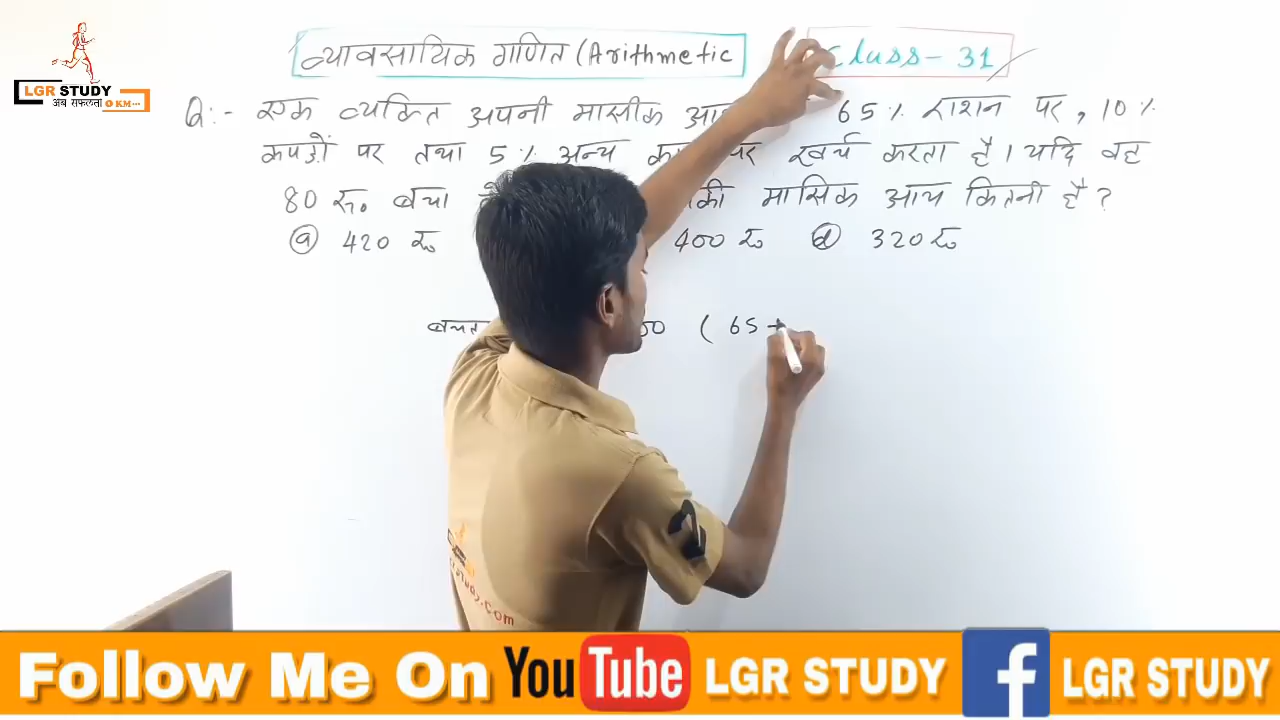 LGR STUDY
अब सफलता 0 KM...
व्यावसायिक गणित (Arithmetic
Class - 31
Q:- एक व्यक्ति अपनी मासीक 65% राशन पर, 10%
कपड़ों पर तथा 5% अन्य पर खर्च करता है। यदि वह
80 रू॰ बचा मासिक आय कितनी है?
(a) 420 रू 400 रू (d) 320 रू
बचत ( 65 +
Follow Me On YouTube LGR STUDY f LGR STUDY